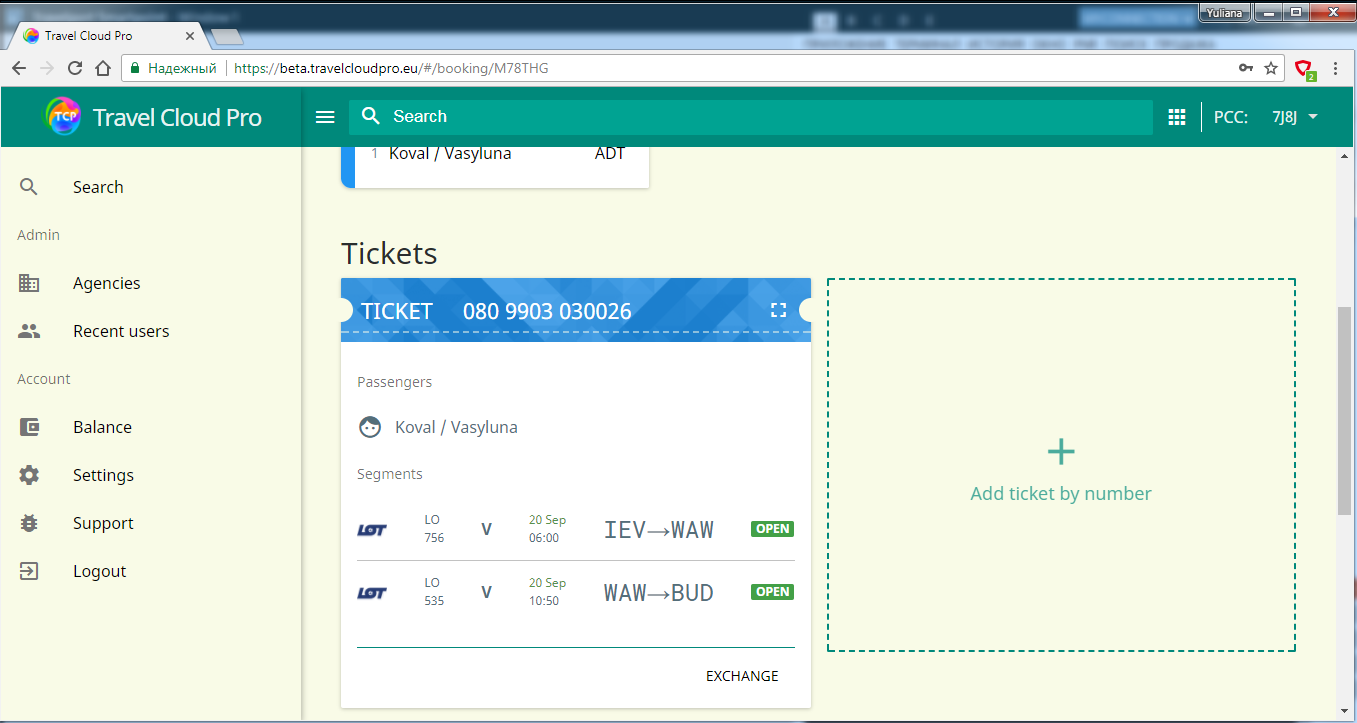 Yuliana
Travel Cloud Pro
Надежный https://beta.travelcloudpro.eu/#/booking/M78THG
2
TCP Travel Cloud Pro
Search
PCC: 7J8J
1 Koval / Vasyluna ADT
Search
Admin
Agencies
Recent users
Account
Balance
Settings
Support
Logout
Tickets
TICKET 080 9903 030026
Passengers
Koval / Vasyluna
Segments
LOT LO 756 V 20 Sep 06:00 IEV→WAW OPEN
LOT LO 535 V 20 Sep 10:50 WAW→BUD OPEN
EXCHANGE
+
Add ticket by number